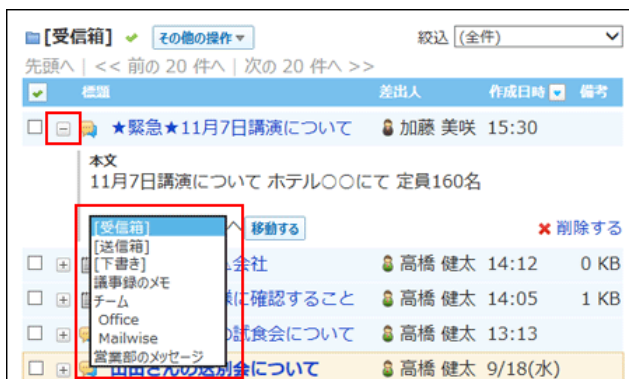 [受信箱] その他の操作 絞込 (全件)
先頭へ | << 前の 20 件へ | 次の 20 件へ >>
標題 差出人 作成日時 備考
★緊急★11月7日講演について 加藤 美咲 15:30
本文
11月7日講演について ホテル○○にて 定員160名
[受信箱] へ 移動する 削除する
[送信箱]
[下書き]
会社 高橋 健太 14:12 0 KB
議事録のメモ
に確認すること 高橋 健太 14:05 1 KB
チーム
Office
の試食会について 高橋 健太 13:13
Mailwise
営業部のメッセージ
山田さんの送別会について 高橋 健太 9/18(水)